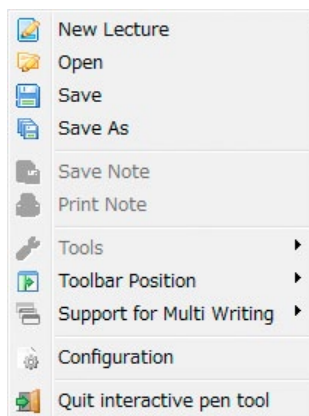 New Lecture
Open
Save
Save As
Save Note
Print Note
Tools
Toolbar Position
Support for Multi Writing
Configuration
Quit interactive pen tool